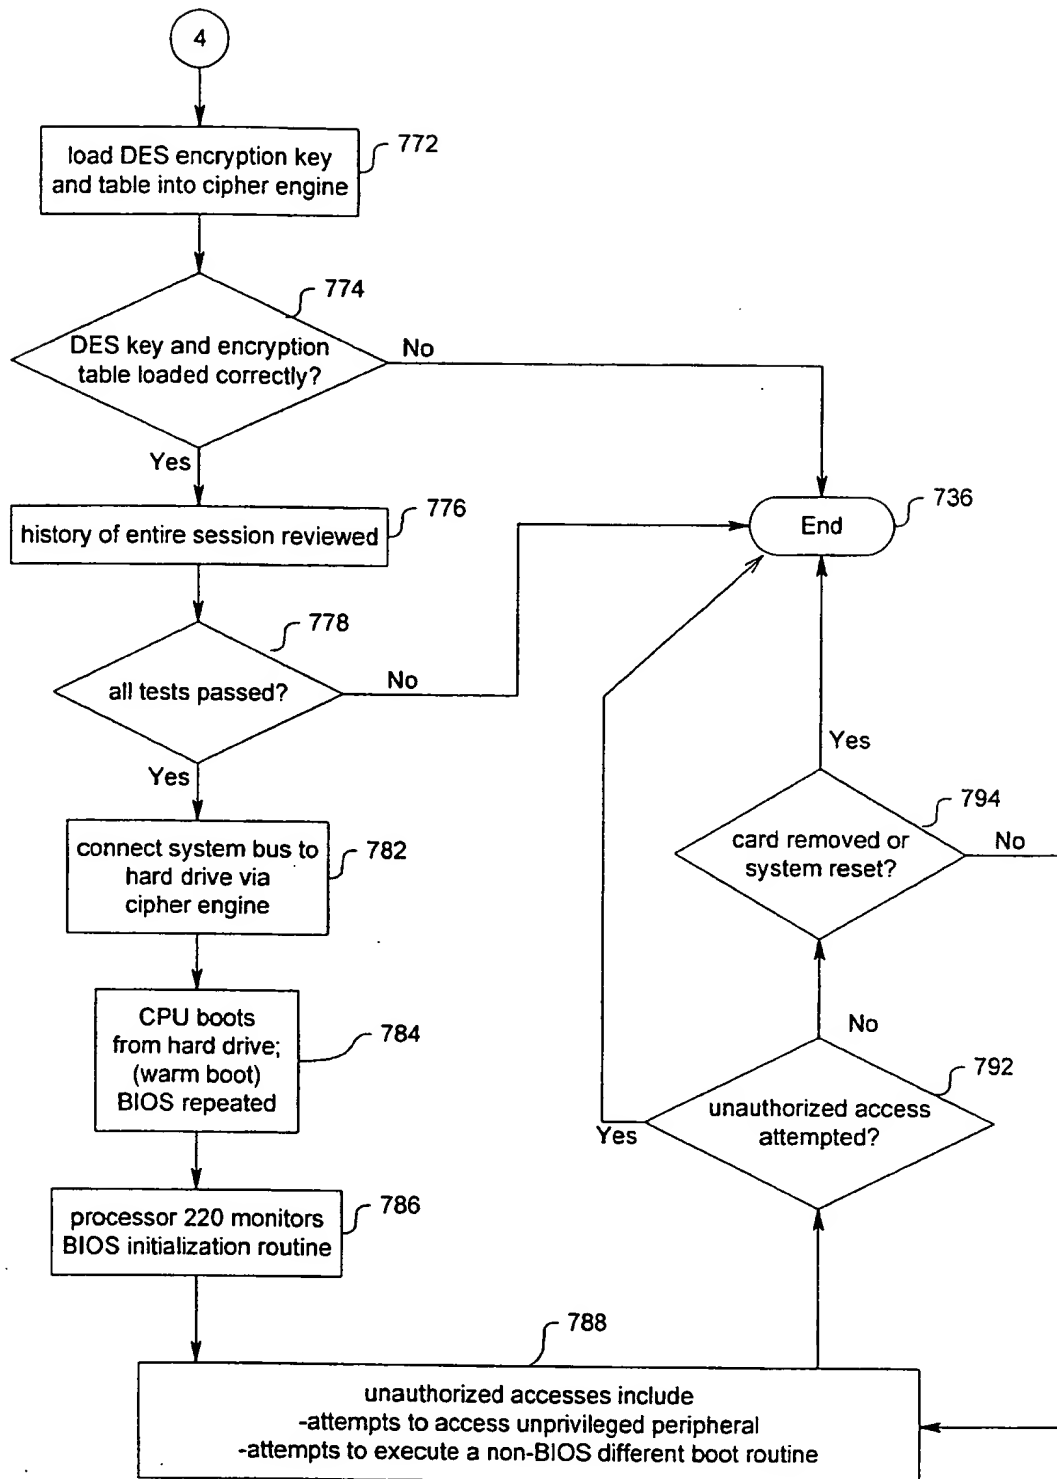 4
load DES encryption key
and table into cipher engine
772
774
DES key and encryption
table loaded correctly?
No
Yes
history of entire session reviewed
776
End
736
778
all tests passed?
No
Yes
connect system bus to
hard drive via
cipher engine
782
Yes
794
card removed or
system reset?
No
CPU boots
from hard drive;
(warm boot)
BIOS repeated
784
No
792
unauthorized access
attempted?
Yes
processor 220 monitors
BIOS initialization routine
786
788
unauthorized accesses include
-attempts to access unprivileged peripheral
-attempts to execute a non-BIOS different boot routine